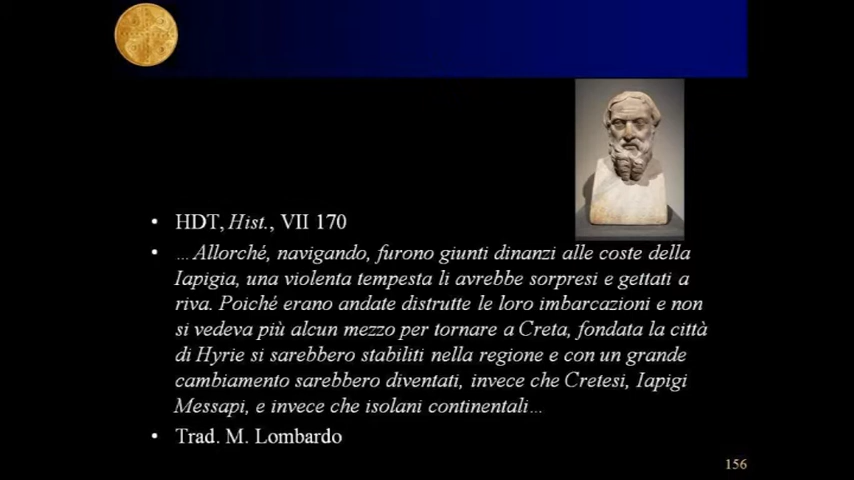 • HDT, Hist., VII 170
• …Allorché, navigando, furono giunti dinanzi alle coste della
Iapigia, una violenta tempesta li avrebbe sorpresi e gettati a
riva. Poiché erano andate distrutte le loro imbarcazioni e non
si vedeva più alcun mezzo per tornare a Creta, fondata la città
di Hyrie si sarebbero stabiliti nella regione e con un grande
cambiamento sarebbero diventati, invece che Cretesi, Iapigi
Messapi, e invece che isolani continentali…
• Trad. M. Lombardo
156